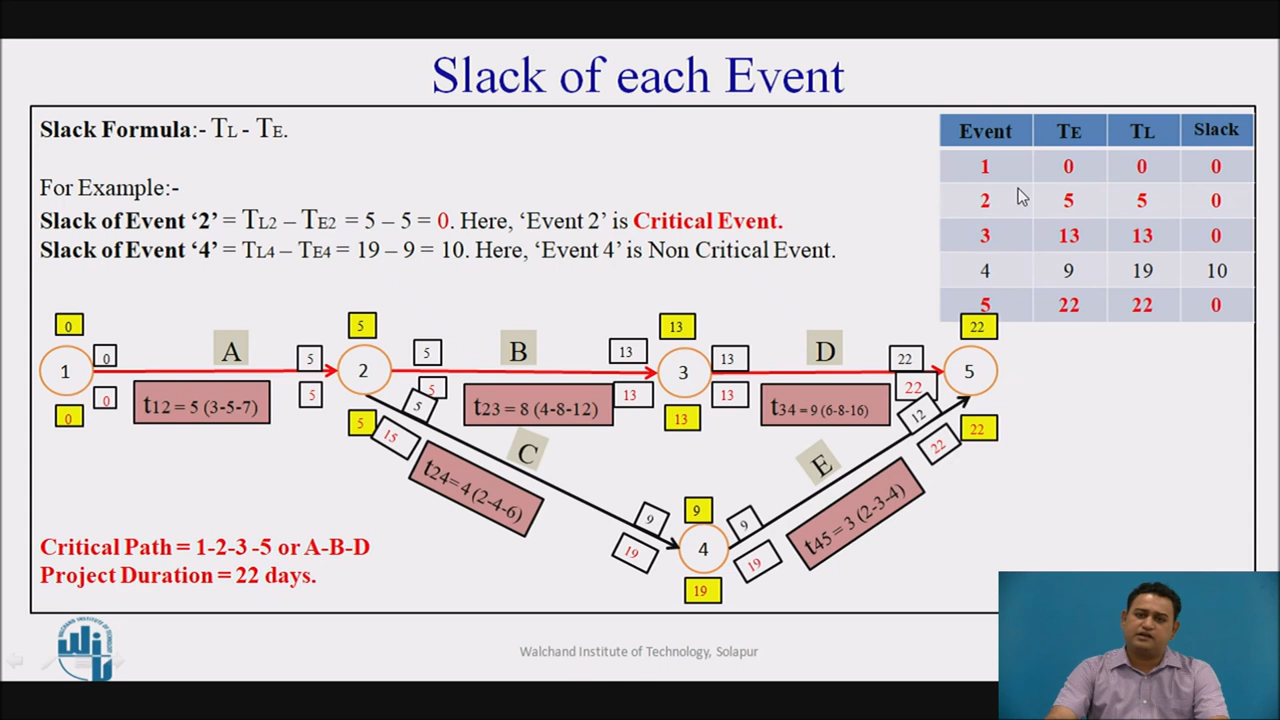 Slack of each Event
Slack Formula:- TL - TE.
For Example:-
Slack of Event ‘2’ = TL2 – TE2 = 5 – 5 = 0. Here, ‘Event 2’ is Critical Event.
Slack of Event ‘4’ = TL4 – TE4 = 19 – 9 = 10. Here, ‘Event 4’ is Non Critical Event.
Event TE TL Slack
1 0 0 0
2 5 5 0
3 13 13 0
4 9 19 10
5 22 22 0
0 5 13 22
0 A 5 5 B 13 13 D 22
1 2 3 5
0 5 5 13 13 22
t12 = 5 (3-5-7) t23 = 8 (4-8-12) t34 = 9 (6-8-16)
0 5 13 22
5 12
15 22
C E
t24= 4 (2-4-6) t45 = 3 (2-3-4)
9 9 9
4
19 19
19
Critical Path = 1-2-3 -5 or A-B-D
Project Duration = 22 days.
WALCHAND INSTITUTE OF TECHNOLOGY, SOLAPUR
Walchand Institute of Technology, Solapur